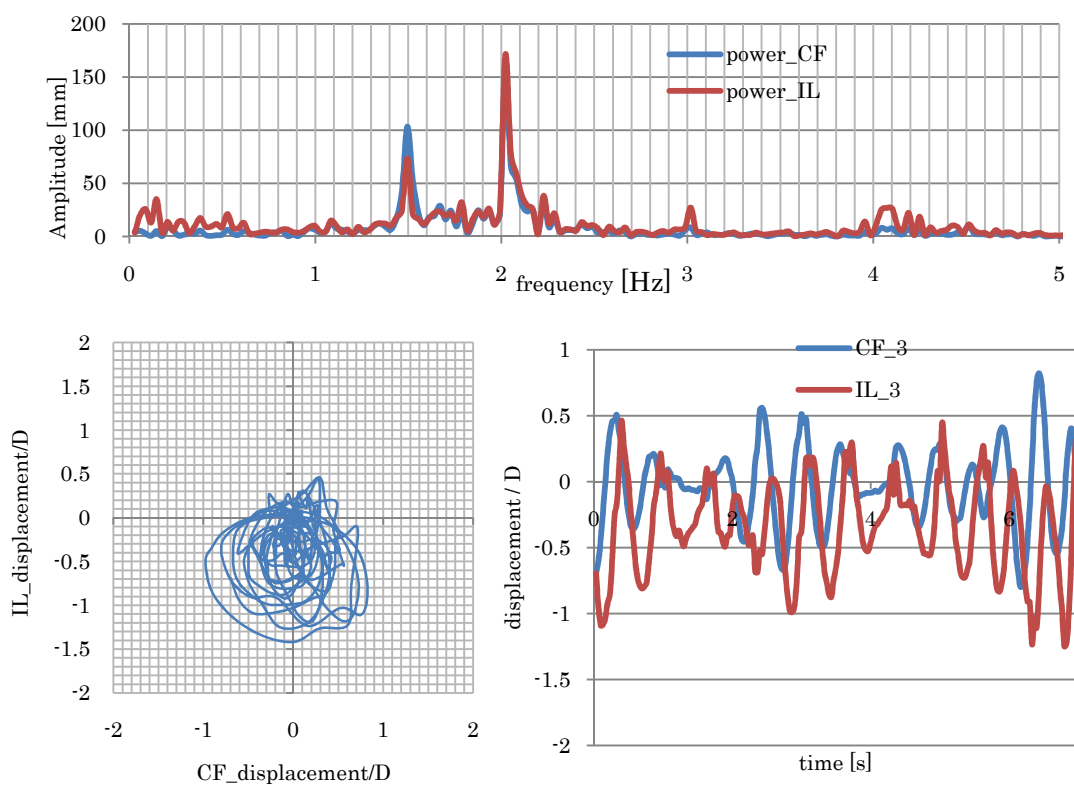 200
150
100
50
0
Amplitude [mm]
power_CF
power_IL
0 1 2 3 4 5
frequency [Hz]
2
1.5
1
0.5
0
-0.5
-1
-1.5
-2
IL_displacement/D
-2 -1 0 1 2
CF_displacement/D
1
0.5
0
-0.5
-1
-1.5
-2
displacement / D
CF_3
IL_3
0 2 4 6
time [s]